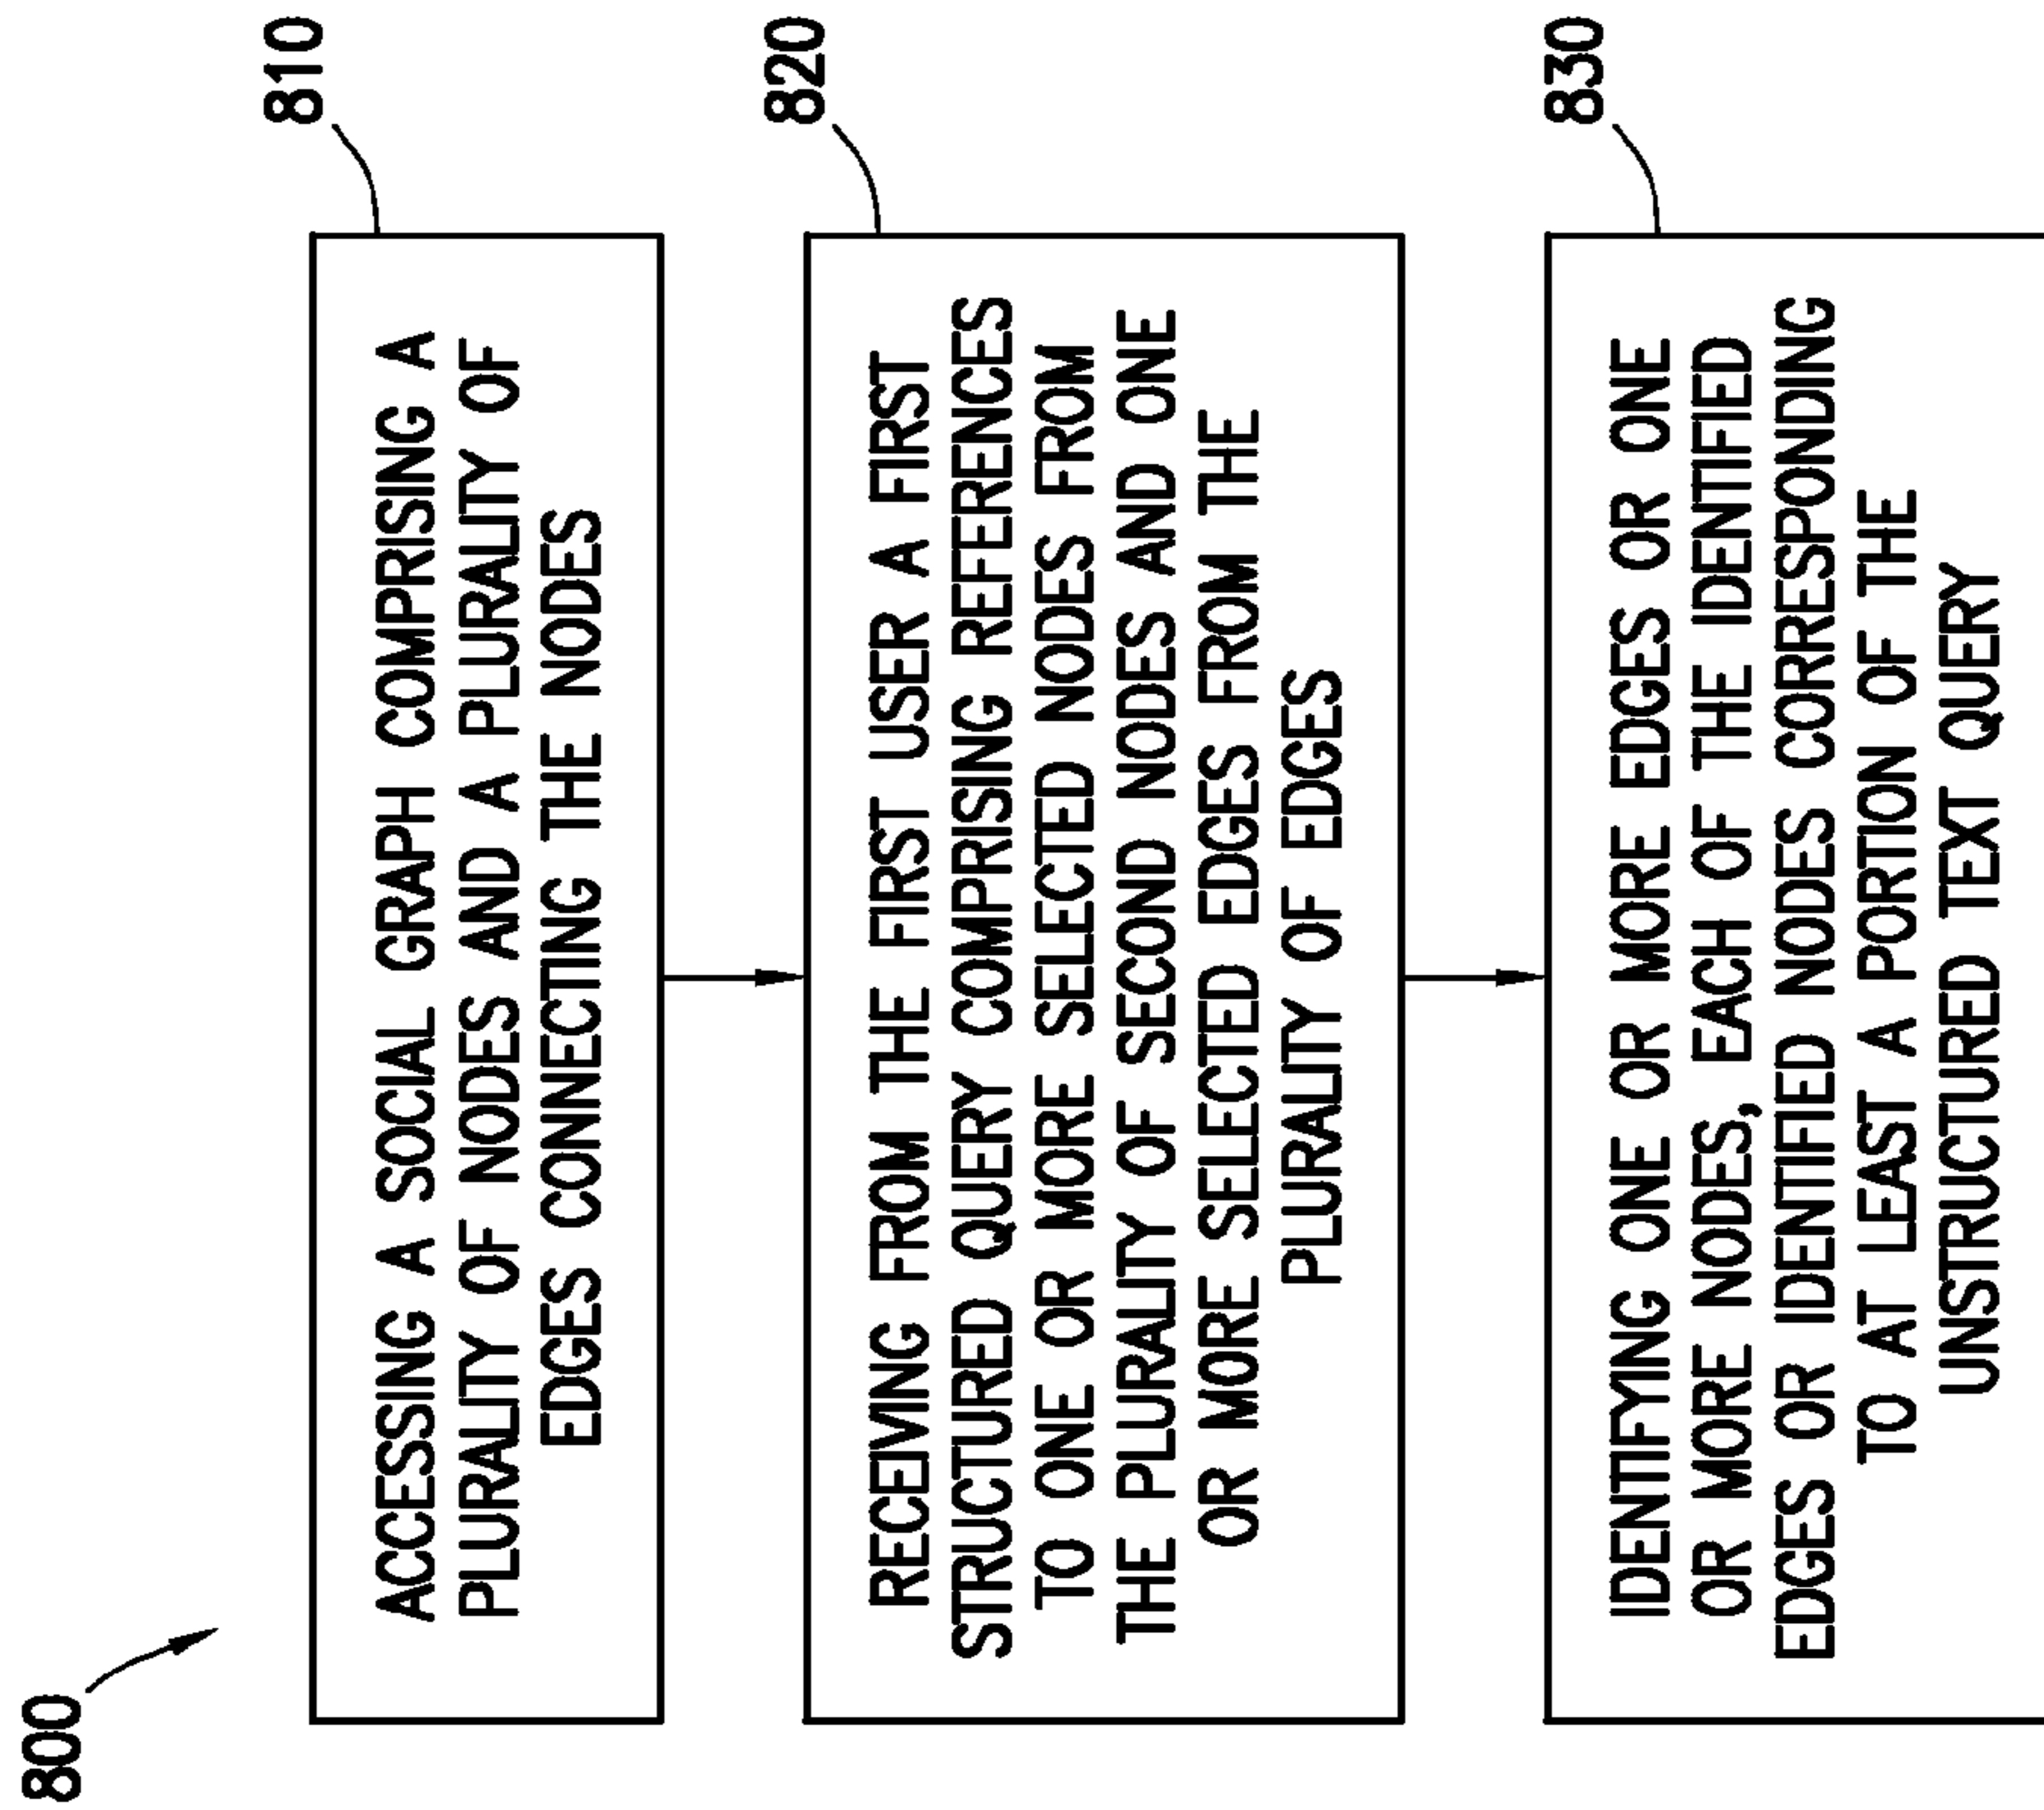 800
810
ACCESSING A SOCIAL GRAPH COMPRISING A
PLURALITY OF NODES AND A PLURALITY OF
EDGES CONNECTING THE NODES
820
RECEIVING FROM THE FIRST USER A FIRST
STRUCTURED QUERY COMPRISING REFERENCES
TO ONE OR MORE SELECTED NODES FROM
THE PLURALITY OF SECOND NODES AND ONE
OR MORE SELECTED EDGES FROM THE
PLURALITY OF EDGES
830
IDENTIFYING ONE OR MORE EDGES OR ONE
OR MORE NODES, EACH OF THE IDENTIFIED
EDGES OR IDENTIFIED NODES CORRESPONDING
TO AT LEAST A PORTION OF THE
UNSTRUCTURED TEXT QUERY